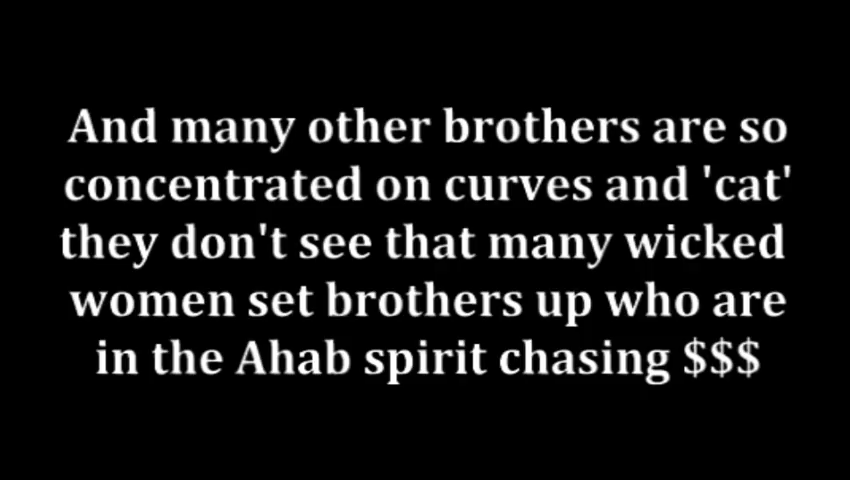 And many other brothers are so
concentrated on curves and 'cat'
they don't see that many wicked
women set brothers up who are
in the Ahab spirit chasing $$$